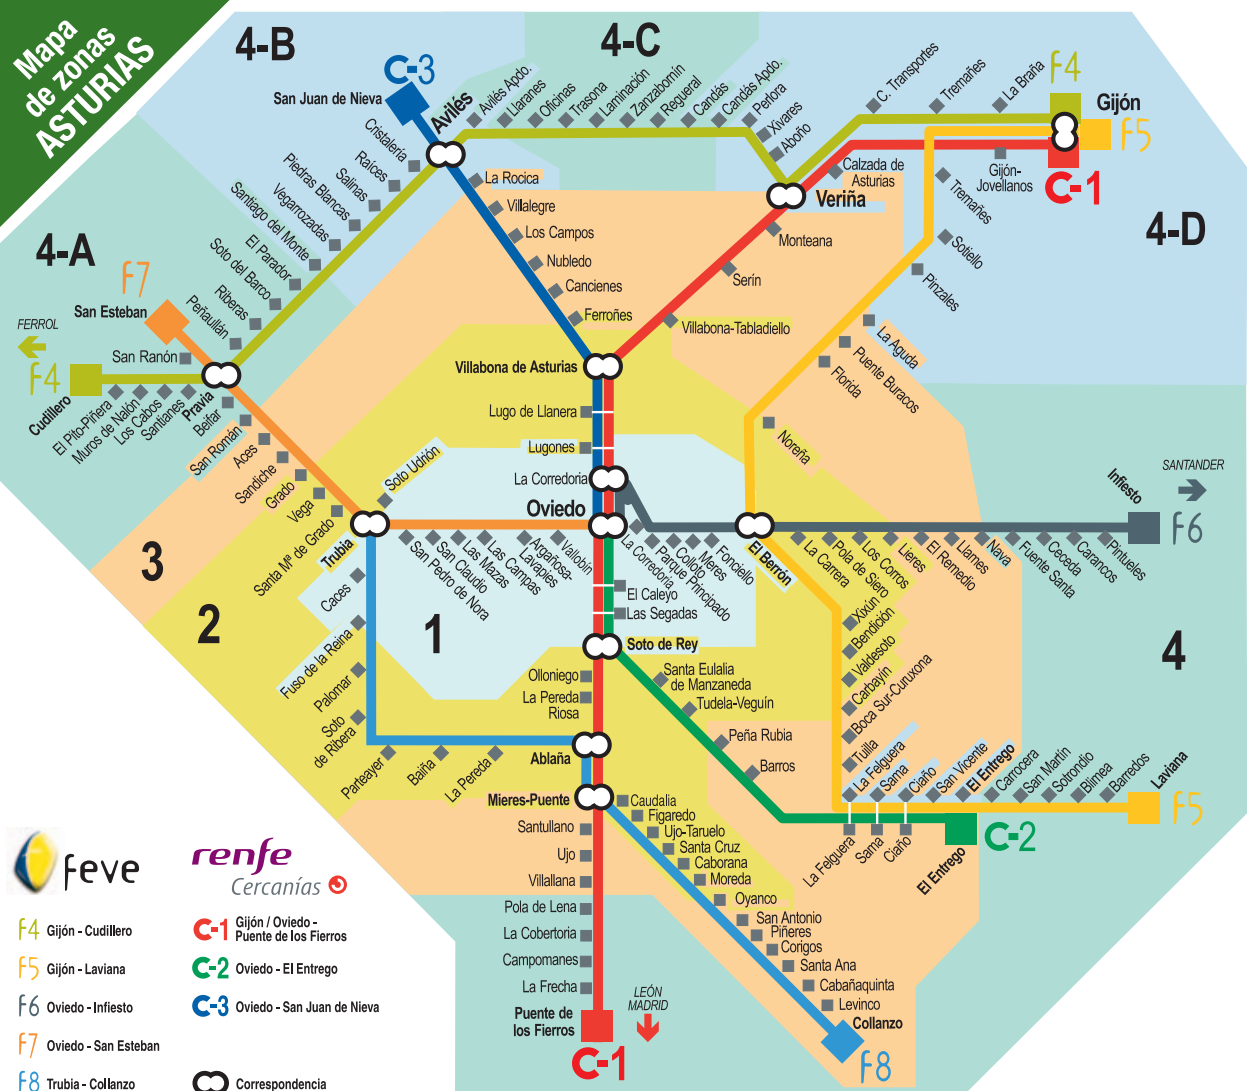 Mapa
de zonas
ASTURIAS
4-B
4-C
4-A
4-D
3
2
1
4
C-3
San Juan de Nieva
Avilés
Cristalería
Raíces
Salinas
Piedras Blancas
Vegarrozadas
Santiago del Monte
El Parador
Soto del Barco
Riberas
Peñaullán
F7
San Esteban
San Ranón
FERROL
F4
Cudillero
El Pito-Piñera
Muros de Nalón
Los Cabos
Santianes
Pravia
Beifar
San Román
Aces
Sandiche
Grado
Vega
Santa Mª de Grado
Trubia
Soto Udrión
Avilés Apdo.
Llaranes
Oficinas
Trasona
Laminación
Zanzabornín
Regueral
Candás
Candás Apdo.
Perlora
Xivares
Aboño
C. Transportes
Tremañes
La Braña
F4
Gijón
F5
C-1
Veriña
Calzada de
Asturias
Gijón-
Jovellanos
Tremañes
Sotiello
Pinzales
La Aguda
Puente Buracos
Florida
Noreña
Monteana
Serín
Villabona-Tabladiello
La Rocica
Villalegre
Los Campos
Nubledo
Cancienes
Ferroñes
Villabona de Asturias
Lugo de Llanera
Lugones
La Corredoria
Oviedo
San Pedro de Nora
San Claudio
Las Mazas
Las Campas
Argañosa-
Lavapies
Vallobín
La Corredoria
Parque Principado
Colloto
Meres
Fonciello
El Berrón
La Carrera
Pola de Siero
Los Corros
Lieres
El Remedio
Llames
Nava
Fuente Santa
Ceceda
Carancos
Pintueles
Infiesto
SANTANDER
F6
El Caleyo
Las Segadas
Soto de Rey
Olloniego
La Pereda
Riosa
Ablaña
Mieres-Puente
Santullano
Ujo
Villallana
Pola de Lena
La Cobertoria
Campomanes
La Frecha
Puente de
los Fierros
C-1
LEÓN
MADRID
Caces
Fuso de la Reina
Palomar
Soto
de Ribera
Parteayer
Baiña
La Pereda
Santa Eulalia
de Manzaneda
Tudela-Veguín
Peña Rubia
Barros
La Felguera
Sama
Ciaño
El Entrego
C-2
Xixún
Bendición
Valdesoto
Carbayín
Boca Sur-Curuxona
Tuilla
La Felguera
Sama
Ciaño
San Vicente
El Entrego
Carrocera
San Martín
Sotrondio
Blimea
Barredos
Laviana
F5
Caudalia
Figaredo
Ujo-Taruelo
Santa Cruz
Caborana
Moreda
Oyanco
San Antonio
Piñeres
Corigos
Santa Ana
Cabañaquinta
Levinco
Collanzo
F8
feve
renfe
Cercanías
F4 Gijón - Cudillero
F5 Gijón - Laviana
F6 Oviedo - Infiesto
F7 Oviedo - San Esteban
F8 Trubia - Collanzo
C-1 Gijón / Oviedo -
Puente de los Fierros
C-2 Oviedo - El Entrego
C-3 Oviedo - San Juan de Nieva
Correspondencia